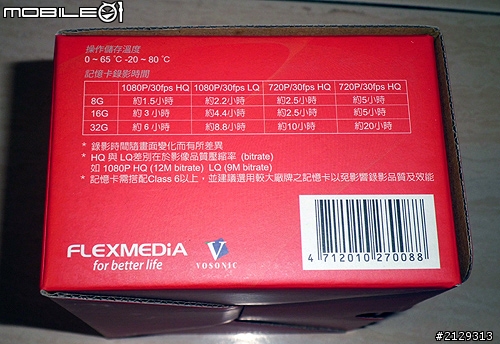 MOBILE01
操作儲存溫度
0 ~ 65 ℃ -20 ~ 80 ℃
記憶卡錄影時間
1080P/30fps HQ 1080P/30fps LQ 720P/30fps HQ 720P/30fps HQ
8G 約1.5小時 約2.2小時 約2.5小時 約5小時
16G 約 3 小時 約4.4小時 約2.5小時 約5小時
32G 約 6 小時 約8.8小時 約10小時 約20小時
* 錄影時間隨畫面變化而有所差異
* HQ 與 LQ差別在於影像品質壓縮率 (bitrate)
如 1080P HQ (12M bitrate) LQ (9M bitrate)
* 記憶卡需搭配Class 6以上，並建議選用較大廠牌之記憶卡以免影響錄影品質及效能
FLEXMEDiA
for better life
V
VOSONIC
4 712010 270088
#2129313